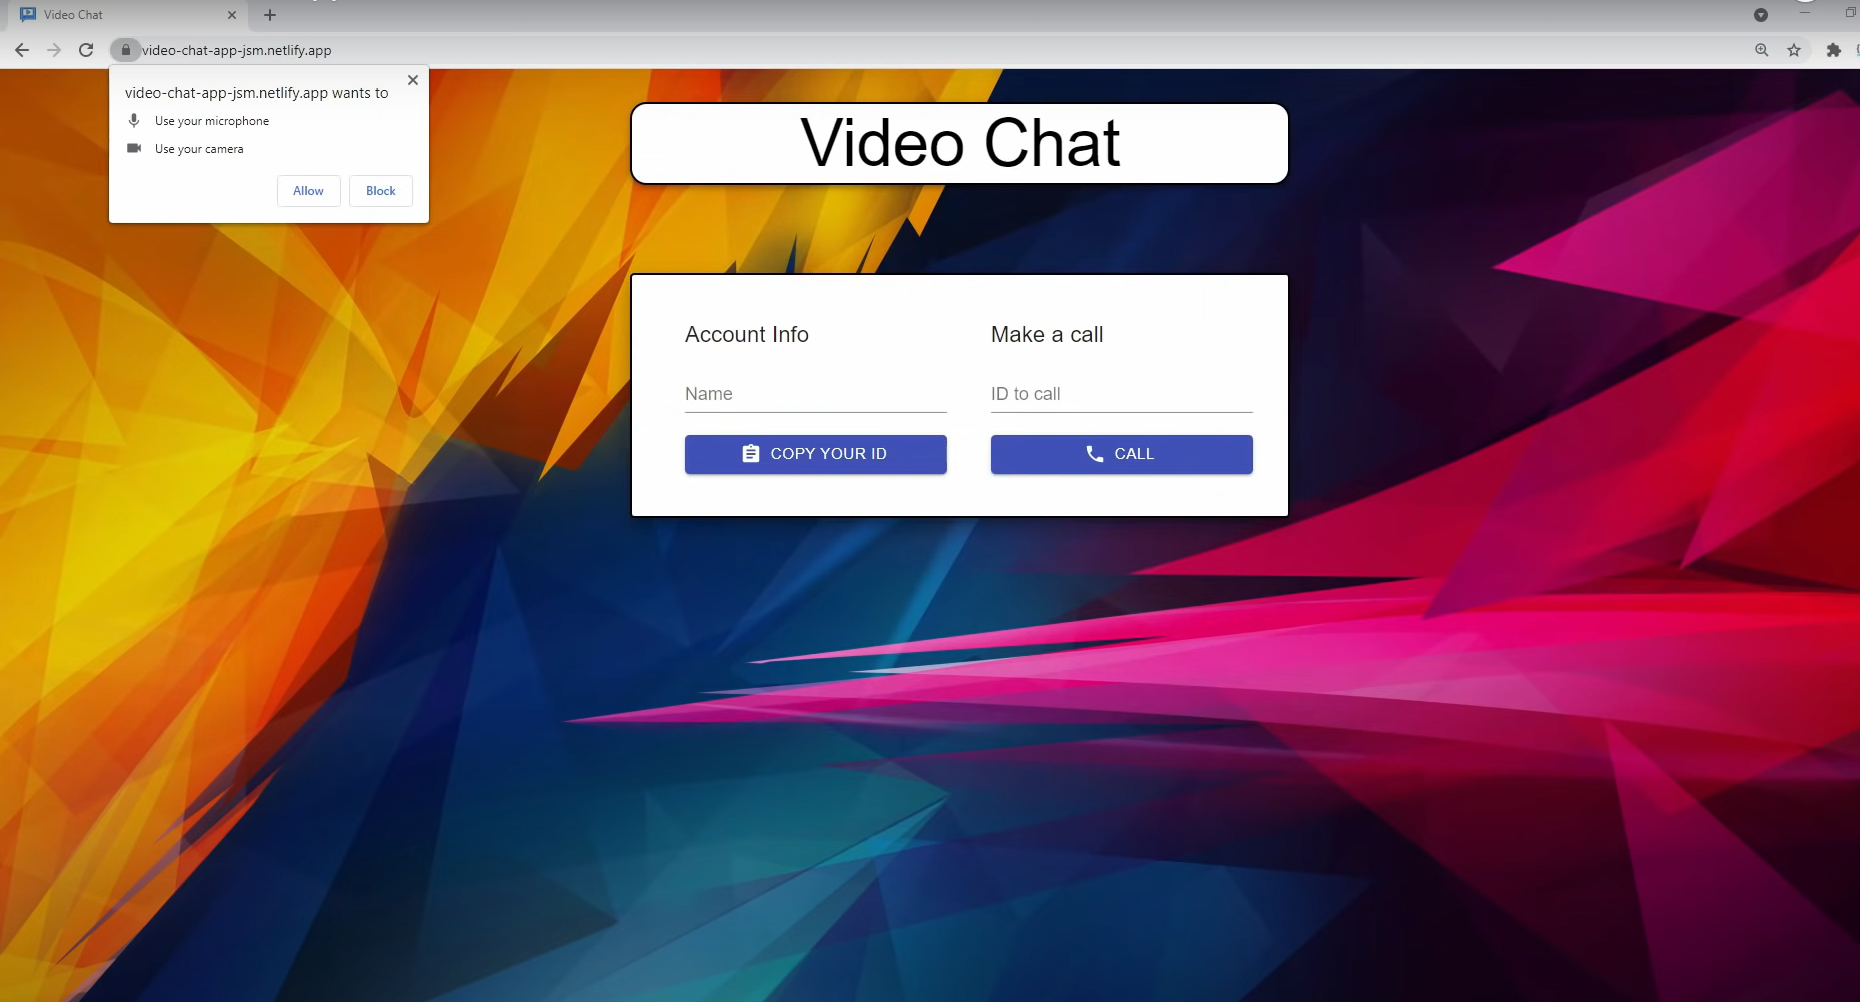 Video Chat
video-chat-app-jsm.netlify.app
video-chat-app-jsm.netlify.app wants to
Use your microphone
Use your camera
Allow
Block
Video Chat
Account Info
Make a call
Name
ID to call
COPY YOUR ID
CALL